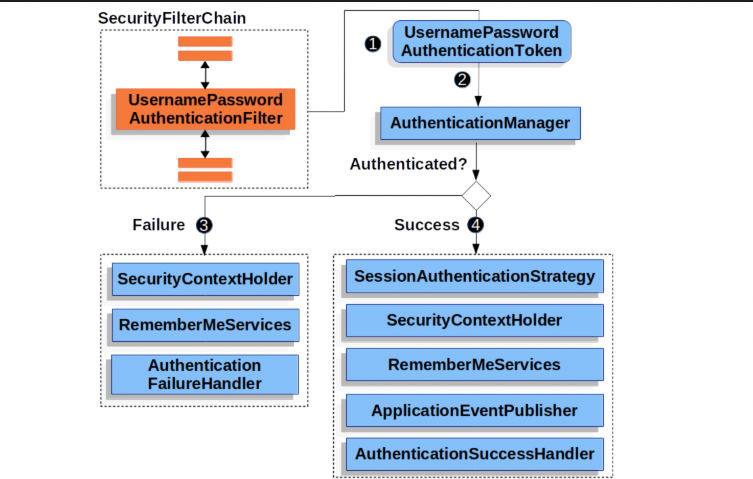 SecurityFilterChain
UsernamePassword
AuthenticationFilter
1
UsernamePassword
AuthenticationToken
2
AuthenticationManager
Authenticated?
Failure 3
Success 4
SecurityContextHolder
RememberMeServices
Authentication
FailureHandler
SessionAuthenticationStrategy
SecurityContextHolder
RememberMeServices
ApplicationEventPublisher
AuthenticationSuccessHandler